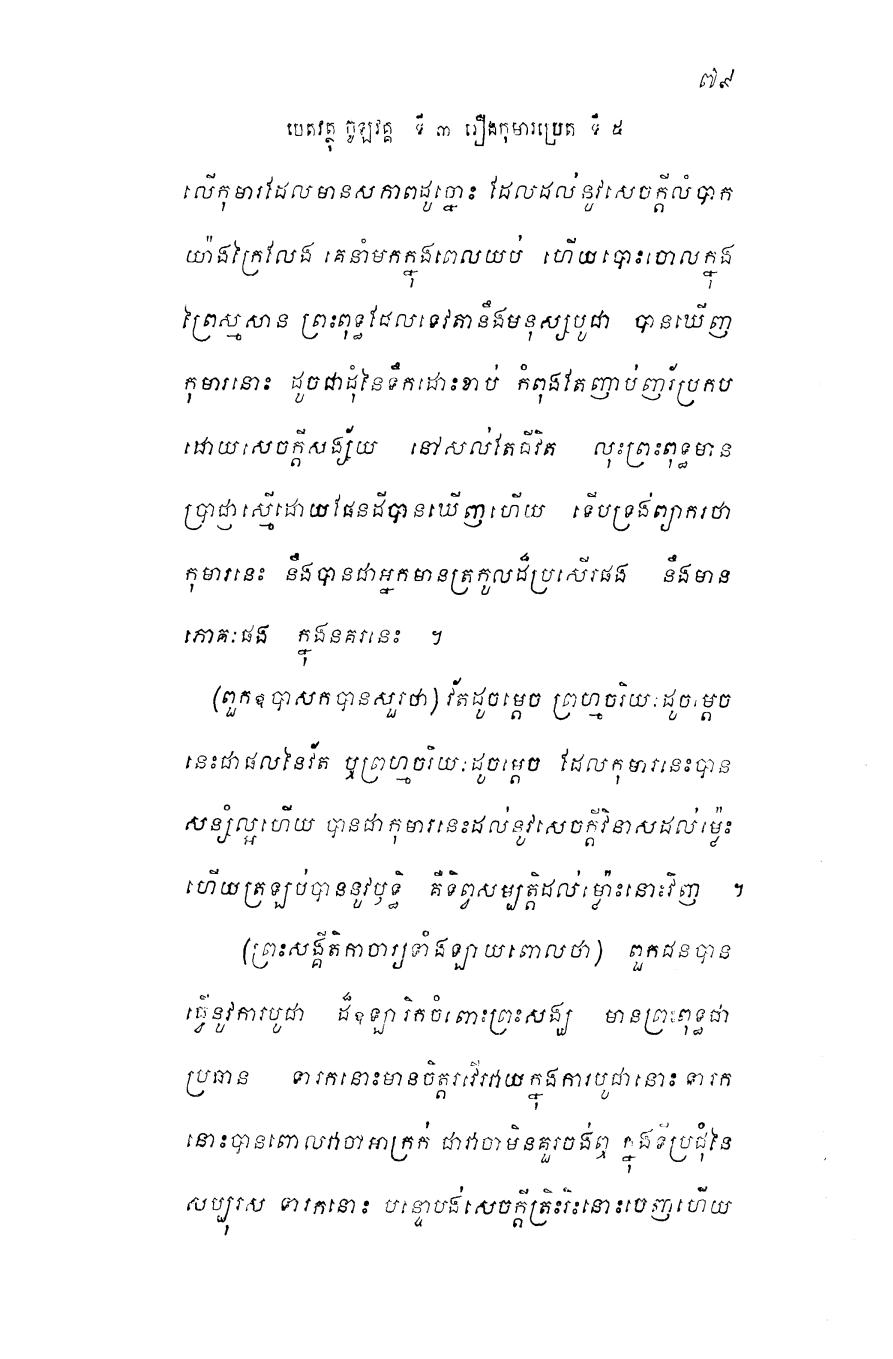 ៧៩
បេតវត្ថុ ចូឡវគ្គ ទី ៣ រឿងកុមារប្រេត ទី ៥
លើកុមារដែលមានសភាពដូច្នោះ ដែលដល់នូវសេចក្តីលំបាក
យ៉ាងក្រៃលែង គេនាំមកក្នុងពេលយប់ ហើយបោះចោលក្នុង
ព្រៃស្មសាន ព្រះពុទ្ធដែលទេវតានឹងមនុស្សបូជា បានឃើញ
កុមារនោះ ដូចជាដុំនៃទឹកដោះខាប់ កំពុងតែញាប់ញ័រប្រកប
ដោយសេចក្តីសង្ស័យ នៅសល់តែជីវិត លុះព្រះពុទ្ធមាន
ប្រាជ្ញាស្មើដោយផែនដីបានឃើញហើយ ទើបទ្រង់ព្យាករថា
កុមារនេះ នឹងបានជាអ្នកមានត្រកូលដ៏ប្រសើរផង នឹងមាន
ភោគៈផង ក្នុងនគរនេះ ។
(ពួកឧបាសកបានសួរថា) វ័តដូចម្តេច ព្រហ្មចរិយៈដូចម្តេច
នេះជាផលនៃវ័ត ឬព្រហ្មចរិយៈដូចម្តេច ដែលកុមារនេះបាន
សន្សំល្អហើយ បានជាកុមារនេះដល់នូវសេចក្តីវិនាសដល់ម្ល៉េះ
ហើយត្រឡប់បាននូវឫទ្ធិ គឺទិព្វសម្បត្តិដល់ម្ល៉ោះនោះវិញ ។
(ព្រះសង្គីតិកាចារ្យទាំងឡាយពោលថា) ពួកជនបាន
ធ្វើនូវការបូជា ដ៏ឧឡារិកចំពោះព្រះសង្ឃ មានព្រះពុទ្ធជា
ប្រធាន ទារកនោះមានចិត្តរវើរវាយក្នុងការបូជានោះ ទារក
នោះបានពោលវាចាអាក្រក់ ជាវាចាមិនគួរចង់ឮ ក្នុងទីប្រជុំនៃ
សប្បុរស ទារកនោះ បន្ទោបង់សេចក្តីត្រិះរិះនោះចេញហើយ